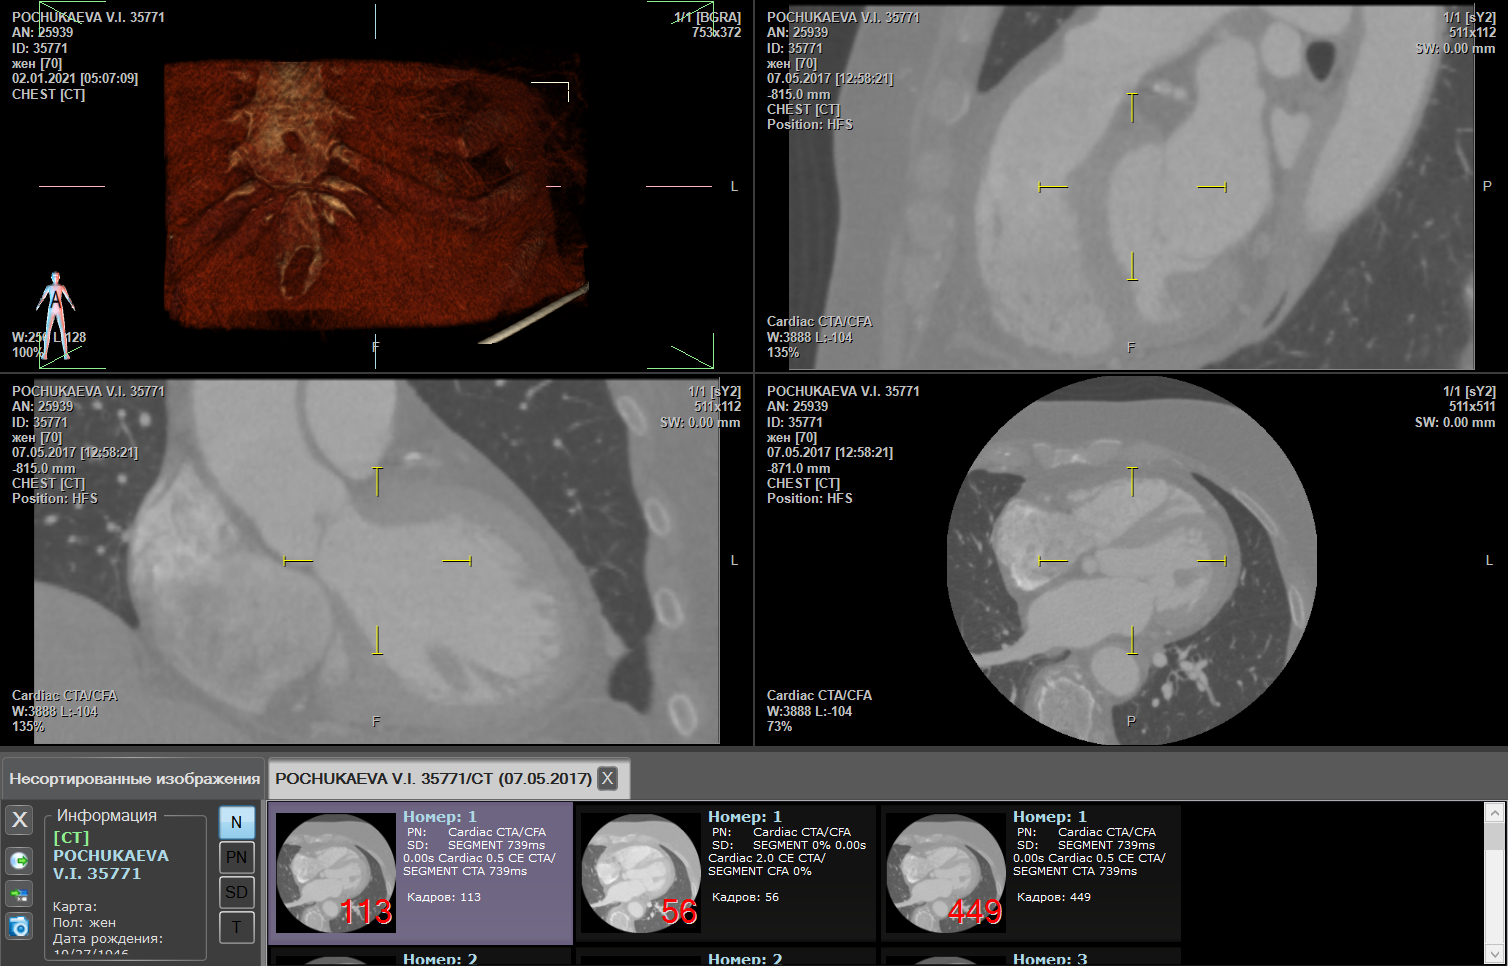 POCHUKAEVA V.I. 35771
AN: 25939
ID: 35771
жен [70]
02.01.2021 [05:07:09]
CHEST [CT]
1/1 [BGRA]
753x372
L
A
W:256 L:128
100%
F
POCHUKAEVA V.I. 35771
AN: 25939
ID: 35771
жен [70]
07.05.2017 [12:58:21]
-815.0 mm
CHEST [CT]
Position: HFS
1/1 [sY2]
511x112
SW: 0.00 mm
P
Cardiac CTA/CFA
W:3888 L:-104
135%
F
POCHUKAEVA V.I. 35771
AN: 25939
ID: 35771
жен [70]
07.05.2017 [12:58:21]
-815.0 mm
CHEST [CT]
Position: HFS
1/1 [sY2]
511x112
SW: 0.00 mm
L
Cardiac CTA/CFA
W:3888 L:-104
135%
F
POCHUKAEVA V.I. 35771
AN: 25939
ID: 35771
жен [70]
07.05.2017 [12:58:21]
-871.0 mm
CHEST [CT]
Position: HFS
1/1 [sY2]
511x511
SW: 0.00 mm
L
Cardiac CTA/CFA
W:3888 L:-104
73%
P
Несортированные изображения
POCHUKAEVA V.I. 35771/CT (07.05.2017) X
X
Информация
[CT]
POCHUKAEVA
V.I. 35771
Карта:
Пол: жен
Дата рождения:
10/27/1946
N
PN
SD
T
113
Номер: 1
PN: Cardiac CTA/CFA
SD: SEGMENT 739ms
0.00s Cardiac 0.5 CE CTA/
SEGMENT CTA 739ms
Кадров: 113
56
Номер: 1
PN: Cardiac CTA/CFA
SD: SEGMENT 0% 0.00s
Cardiac 2.0 CE CTA/
SEGMENT CFA 0%
Кадров: 56
449
Номер: 1
PN: Cardiac CTA/CFA
SD: SEGMENT 739ms
0.00s Cardiac 0.5 CE CTA/
SEGMENT CTA 739ms
Кадров: 449
Номер: 2
Номер: 2
Номер: 3